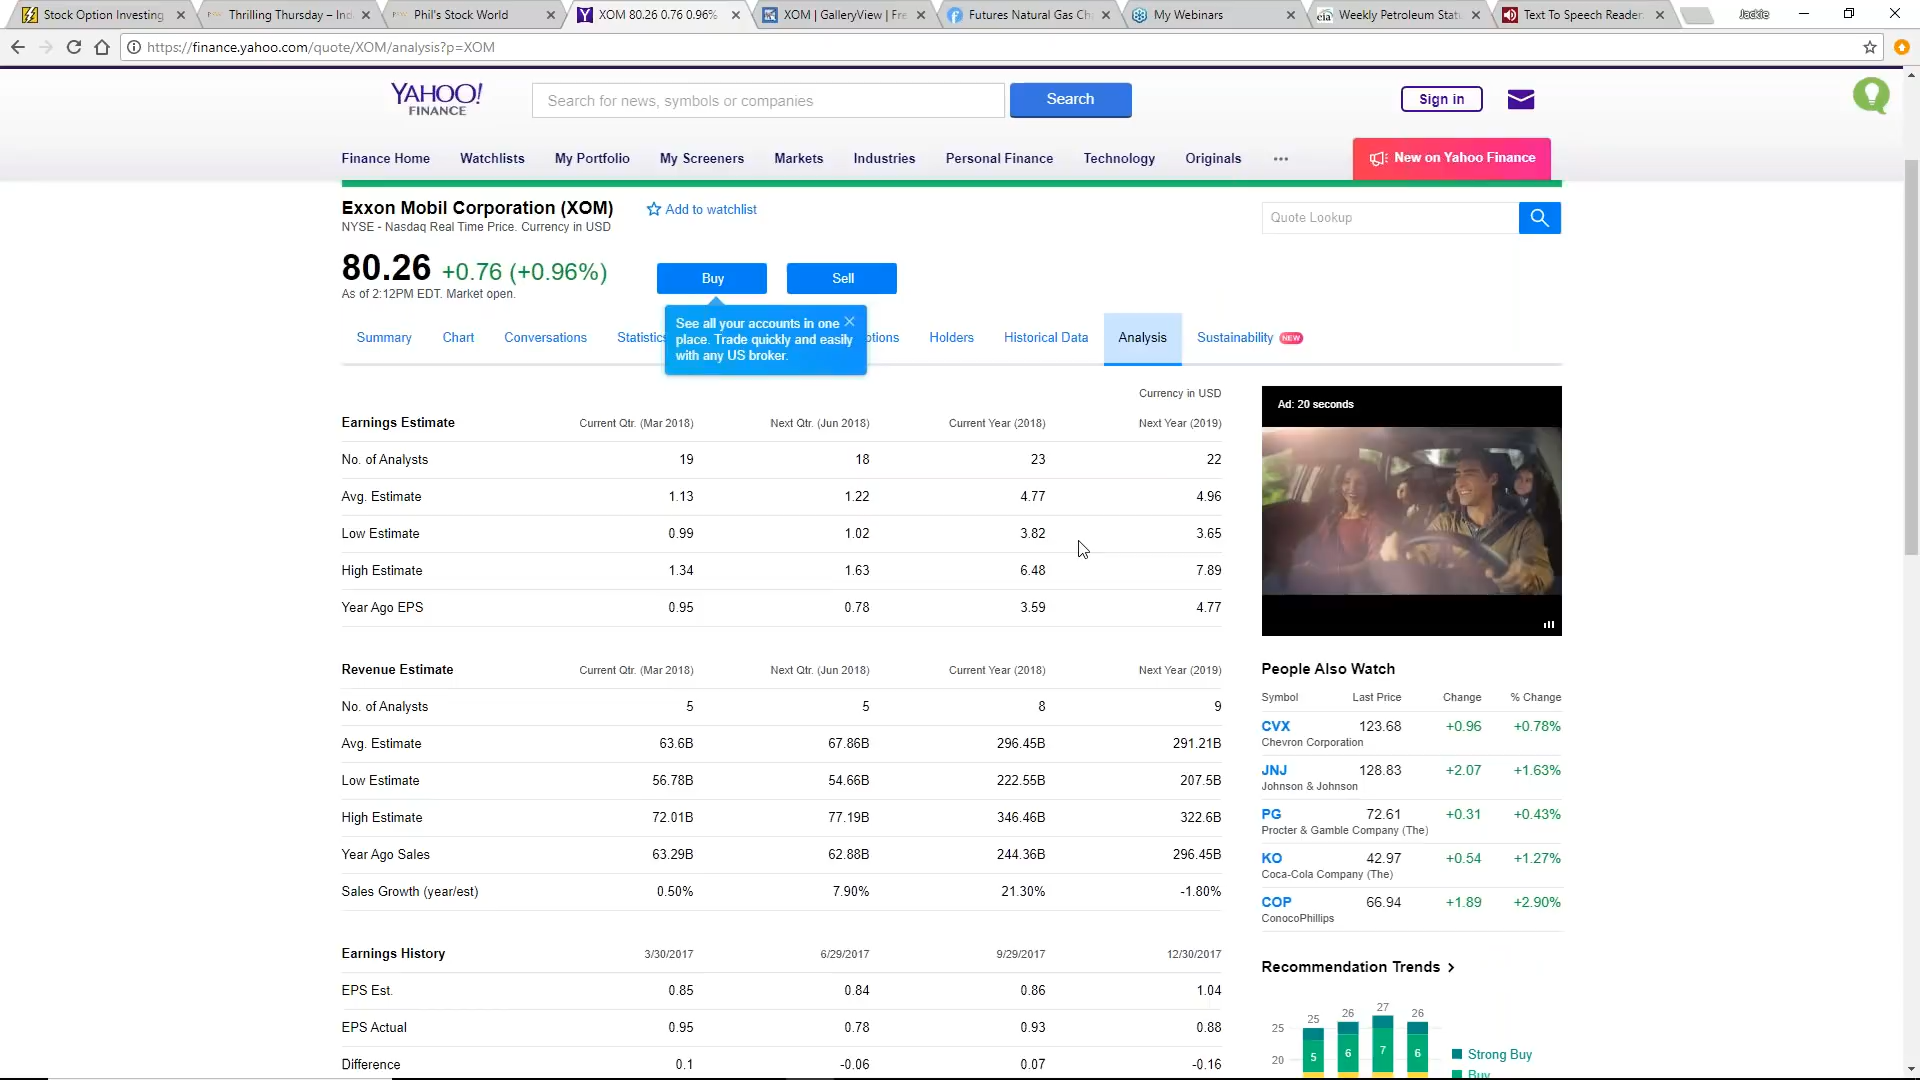 Stock Option Investing
Thrilling Thursday – Ind
Phil's Stock World
XOM 80.26 0.76 0.96%
XOM | GalleryView | Fre
Futures Natural Gas Ch
My Webinars
eia Weekly Petroleum Stat
Text To Speech Reader
Jackie
https://finance.yahoo.com/quote/XOM/analysis?p=XOM
YAHOO!
FINANCE
Search for news, symbols or companies
Search
Sign in
Finance Home Watchlists My Portfolio My Screeners Markets Industries Personal Finance Technology Originals ••• New on Yahoo Finance
Exxon Mobil Corporation (XOM)
Add to watchlist
NYSE - Nasdaq Real Time Price. Currency in USD
Quote Lookup
80.26 +0.76 (+0.96%)
As of 2:12PM EDT. Market open.
Buy Sell
See all your accounts in one
place. Trade quickly and easily
with any US broker.
Summary Chart Conversations Statistics ptions Holders Historical Data Analysis Sustainability NEW
Currency in USD
Earnings Estimate Current Qtr. (Mar 2018) Next Qtr. (Jun 2018) Current Year (2018) Next Year (2019)
No. of Analysts 19 18 23 22
Avg. Estimate 1.13 1.22 4.77 4.96
Low Estimate 0.99 1.02 3.82 3.65
High Estimate 1.34 1.63 6.48 7.89
Year Ago EPS 0.95 0.78 3.59 4.77
Revenue Estimate Current Qtr. (Mar 2018) Next Qtr. (Jun 2018) Current Year (2018) Next Year (2019)
No. of Analysts 5 5 8 9
Avg. Estimate 63.6B 67.86B 296.45B 291.21B
Low Estimate 56.78B 54.66B 222.55B 207.5B
High Estimate 72.01B 77.19B 346.46B 322.6B
Year Ago Sales 63.29B 62.88B 244.36B 296.45B
Sales Growth (year/est) 0.50% 7.90% 21.30% -1.80%
Earnings History 3/30/2017 6/29/2017 9/29/2017 12/30/2017
EPS Est. 0.85 0.84 0.86 1.04
EPS Actual 0.95 0.78 0.93 0.88
Difference 0.1 -0.06 0.07 -0.16
Ad: 20 seconds
People Also Watch
Symbol Last Price Change % Change
CVX 123.68 +0.96 +0.78%
Chevron Corporation
JNJ 128.83 +2.07 +1.63%
Johnson & Johnson
PG 72.61 +0.31 +0.43%
Procter & Gamble Company (The)
KO 42.97 +0.54 +1.27%
Coca-Cola Company (The)
COP 66.94 +1.89 +2.90%
ConocoPhillips
Recommendation Trends >
25 26 27 26
25
20
5 6 7 6
Strong Buy
Buy